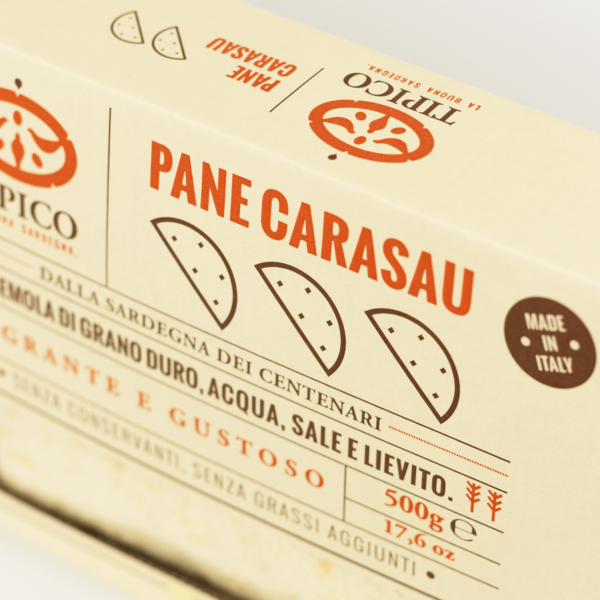 PANE
CARASAU
TIPICO
LA BUONA SARDEGNA.
PICO
SARDEGNA.
PANE CARASAU
MADE
IN
ITALY
DALLA SARDEGNA DEI CENTENARI
EMOLA DI GRANO DURO, ACQUA, SALE E LIEVITO.
GRANTE E GUSTOSO
500g ℮
17,6 oz
• SENZA CONSERVANTI, SENZA GRASSI AGGIUNTI •